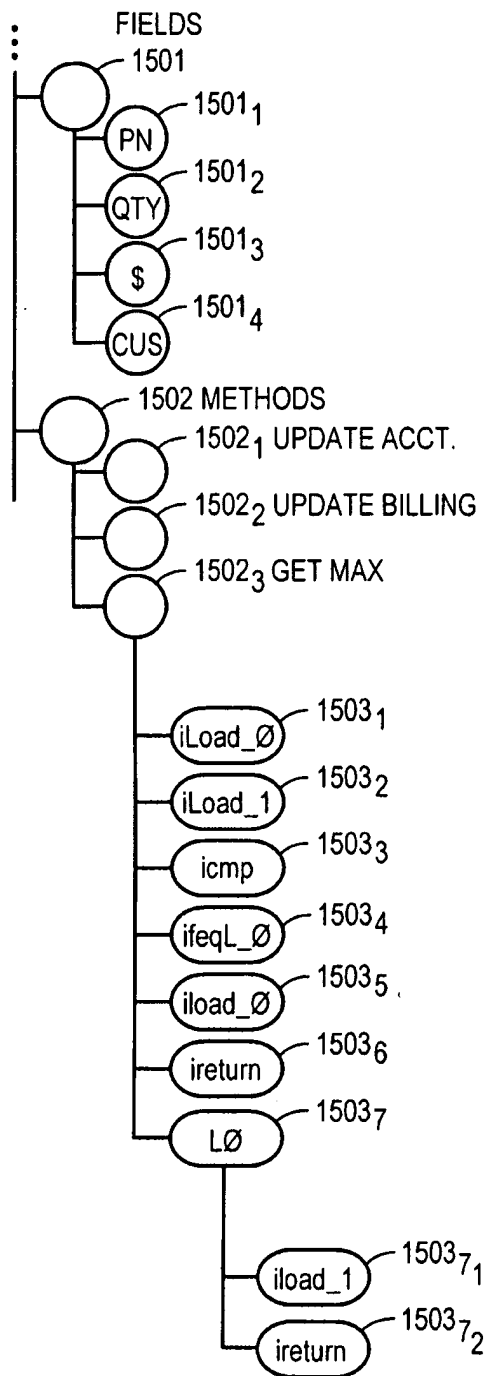 FIELDS
1501
PN 1501₁
QTY 1501₂
$ 1501₃
CUS 1501₄
1502 METHODS
1502₁ UPDATE ACCT.
1502₂ UPDATE BILLING
1502₃ GET MAX
iLoad_Ø 1503₁
iLoad_1 1503₂
icmp 1503₃
ifeqL_Ø 1503₄
iload_Ø 1503₅
ireturn 1503₆
LØ 1503₇
iload_1 1503₇₁
ireturn 1503₇₂